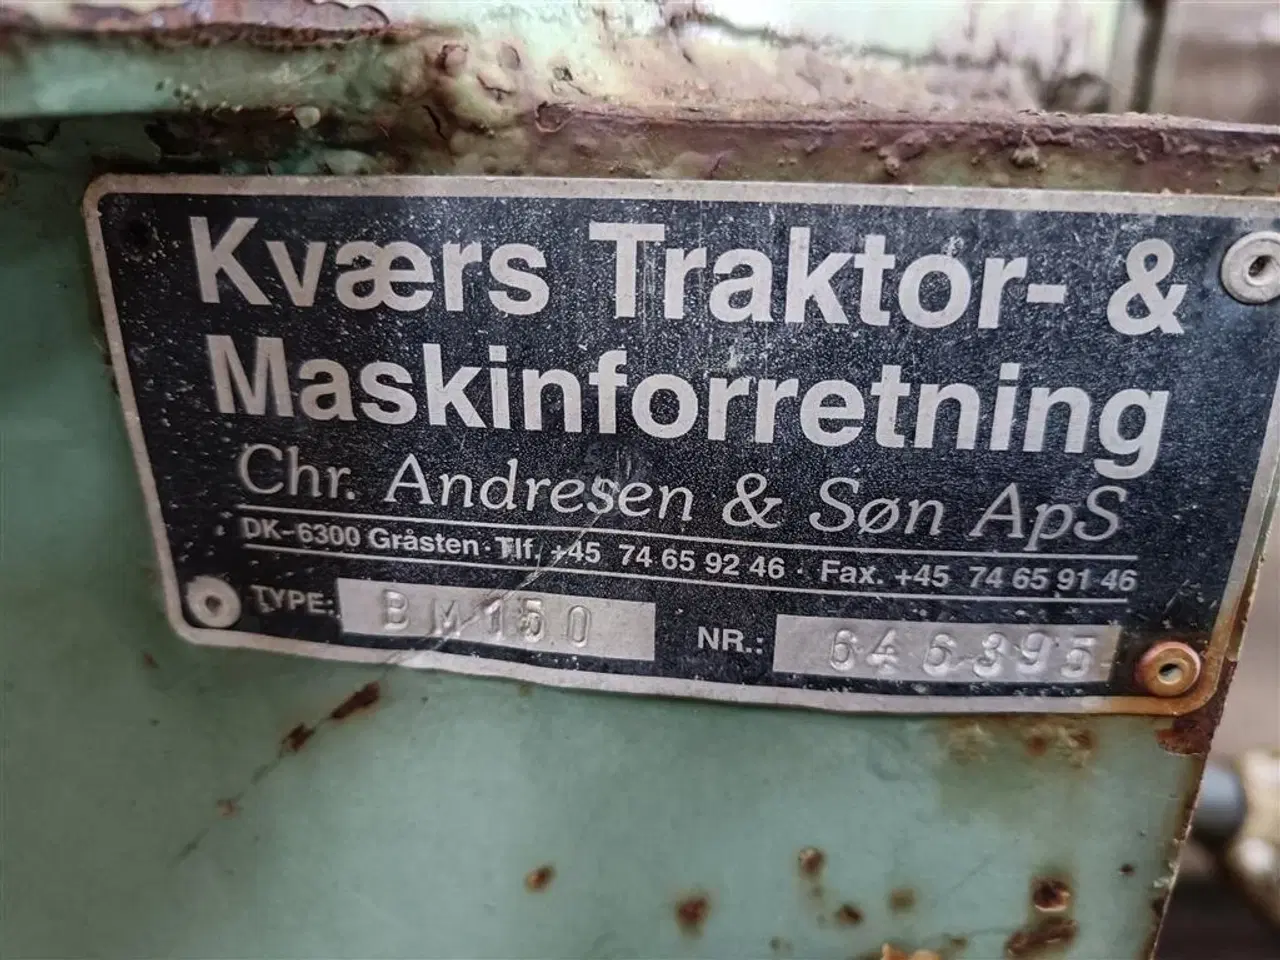 Kværs Traktor- &
Maskinforretning
Chr. Andresen & Søn ApS
DK-6300 Gråsten · Tlf. +45 74 65 92 46 · Fax. +45 74 65 91 46
TYPE: BM150 NR.: 646395